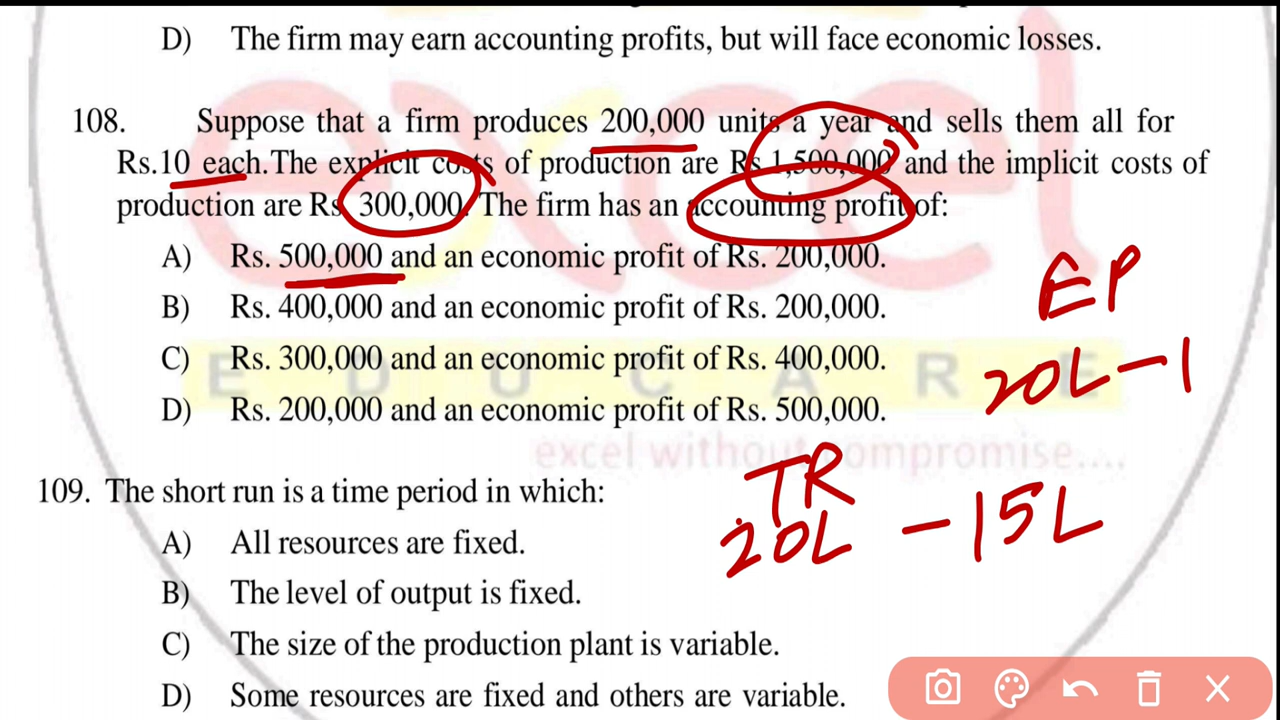 D) The firm may earn accounting profits, but will face economic losses.
108. Suppose that a firm produces 200,000 units a year and sells them all for
Rs.10 each.The explicit costs of production are Rs 1,500,000 and the implicit costs of
production are Rs 300,000. The firm has an accounting profit of:
A) Rs. 500,000 and an economic profit of Rs. 200,000.
B) Rs. 400,000 and an economic profit of Rs. 200,000.
C) Rs. 300,000 and an economic profit of Rs. 400,000.
D) Rs. 200,000 and an economic profit of Rs. 500,000.
EP
20L - 1
TR
20L - 15L
109. The short run is a time period in which:
A) All resources are fixed.
B) The level of output is fixed.
C) The size of the production plant is variable.
D) Some resources are fixed and others are variable.
excel
EDUCARE
excel without compromise....